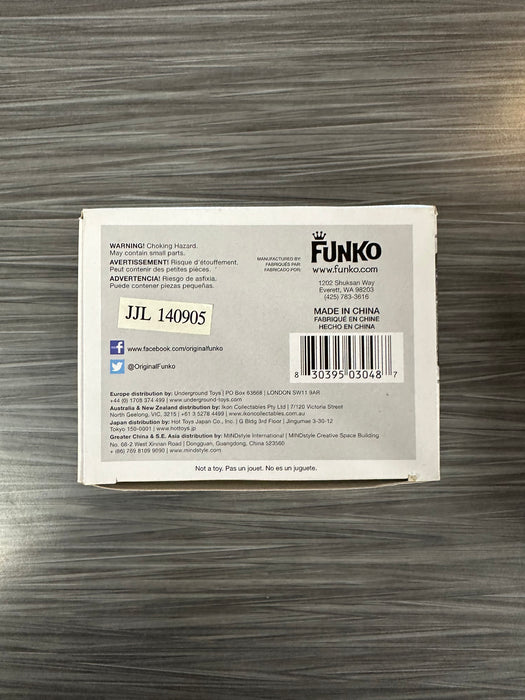 WARNING! Choking Hazard.
May contain small parts.
AVERTISSEMENT! Risque d'étouffement.
Peut contenir des petites pièces.
ADVERTENCIA! Riesgo de asfixia.
Puede contener piezas pequeñas.
JJL 140905
www.facebook.com/originalfunko
@OriginalFunko
MANUFACTURED BY:
FABRIQUÉS PAR:
FABRICADO POR:
FUNKO
www.funko.com
1202 Shuksan Way
Everett, WA 98203
(425) 783-3616
MADE IN CHINA
FABRIQUÉ EN CHINE
HECHO EN CHINA
8 30395 03048 7
Europe distribution by: Underground Toys | PO Box 63668 | LONDON SW11 9AR
+44 (0) 1708 374 499 | www.underground-toys.com
Australia & New Zealand distribution by: Ikon Collectables Pty Ltd | 7/120 Victoria Street
North Geelong, VIC. 3215 | +61 3 5278 4499 | www.ikoncollectables.com.au
Japan distribution by: Hot Toys Japan Co., Inc. | G Bldg 3rd Floor | Jingumae 3-30-12
Tokyo 150-0001 | www.hottoys.jp
Greater China & S.E. Asia distribution by: MINDstyle International | MINDstyle Creative Space Building
No. 66-2 West Xinnan Road | Dongguan, Guangdong, China 523560
+ (86) 769 8109 9090 | www.mindstyle.com
Not a toy. Pas un jouet. No es un juguete.